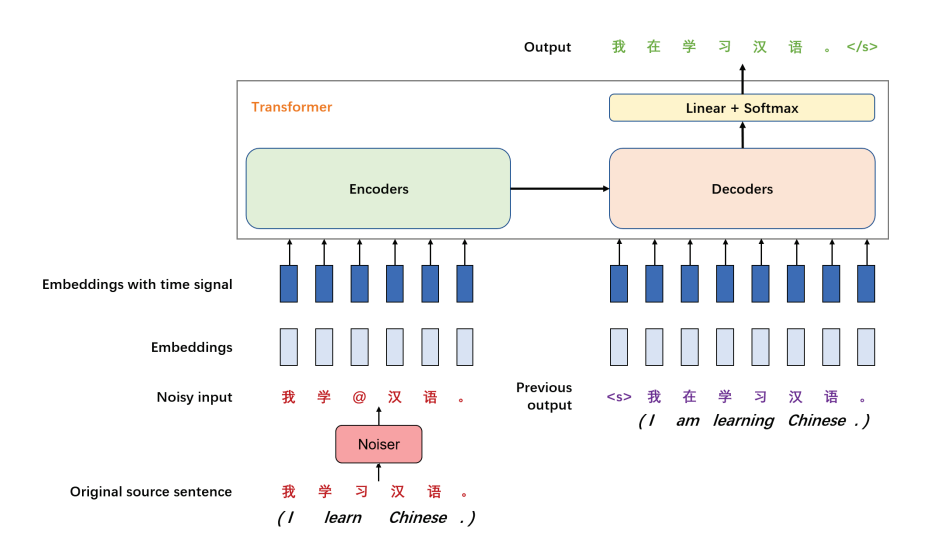 Output 我 在 学 习 汉 语 。 </s>
Transformer
Linear + Softmax
Encoders
Decoders
Embeddings with time signal
Embeddings
Noisy input 我 学 @ 汉 语 。
Previous output <s> 我 在 学 习 汉 语 。
( I am learning Chinese . )
Noiser
Original source sentence 我 学 习 汉 语 。
( I learn Chinese . )